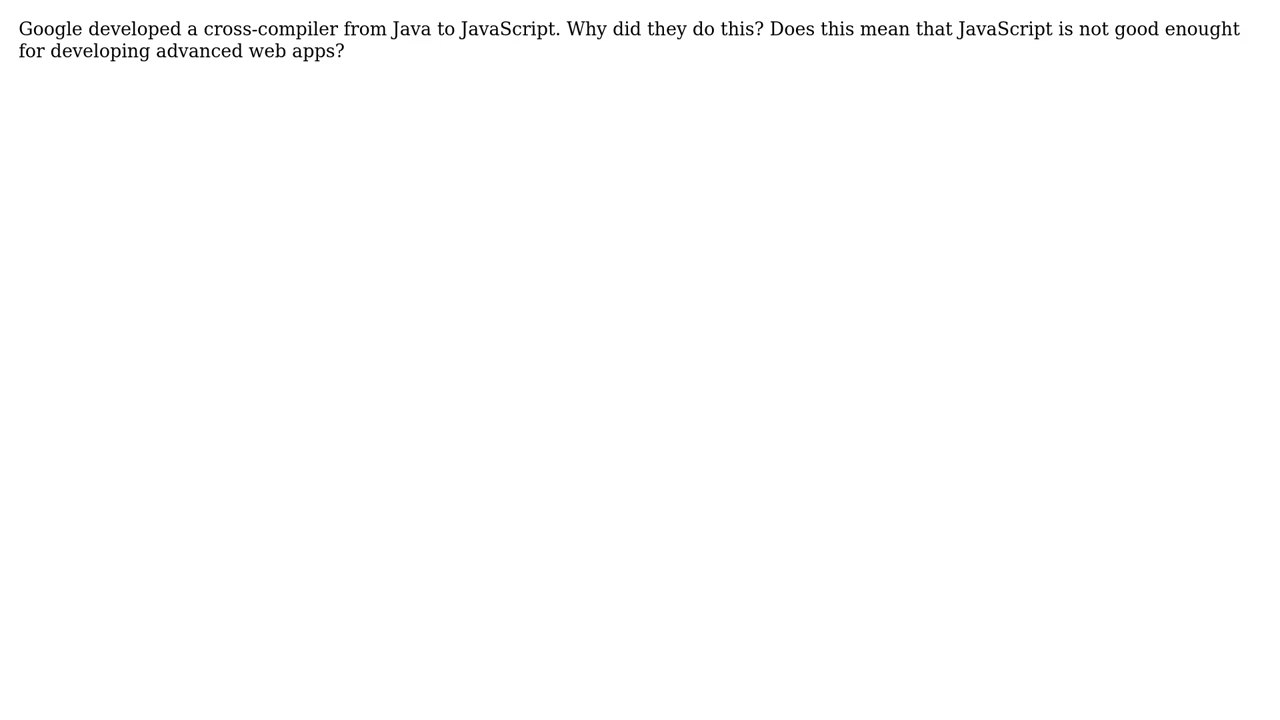 Google developed a cross-compiler from Java to JavaScript. Why did they do this? Does this mean that JavaScript is not good enought
for developing advanced web apps?